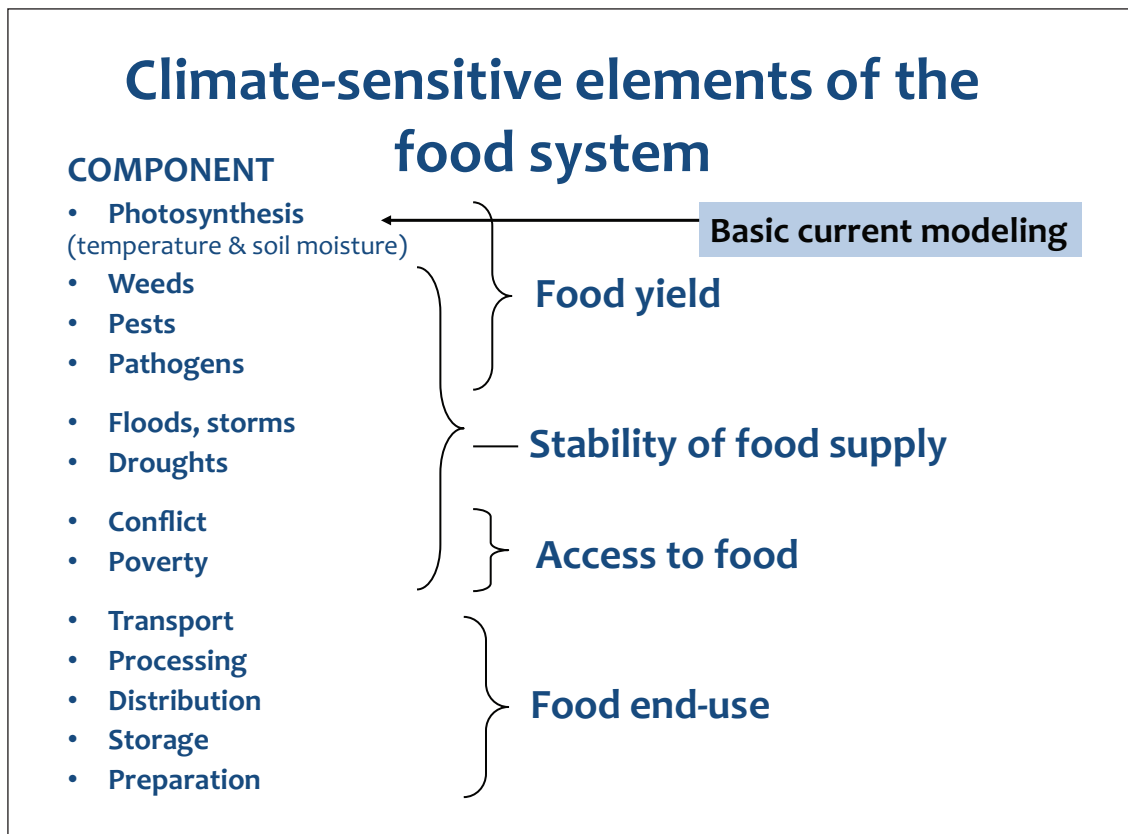 Climate-sensitive elements of the
food system
COMPONENT
• Photosynthesis
(temperature & soil moisture)
Basic current modeling
• Weeds
• Pests
• Pathogens
Food yield
• Floods, storms
• Droughts
Stability of food supply
• Conflict
• Poverty
Access to food
• Transport
• Processing
• Distribution
• Storage
• Preparation
Food end-use